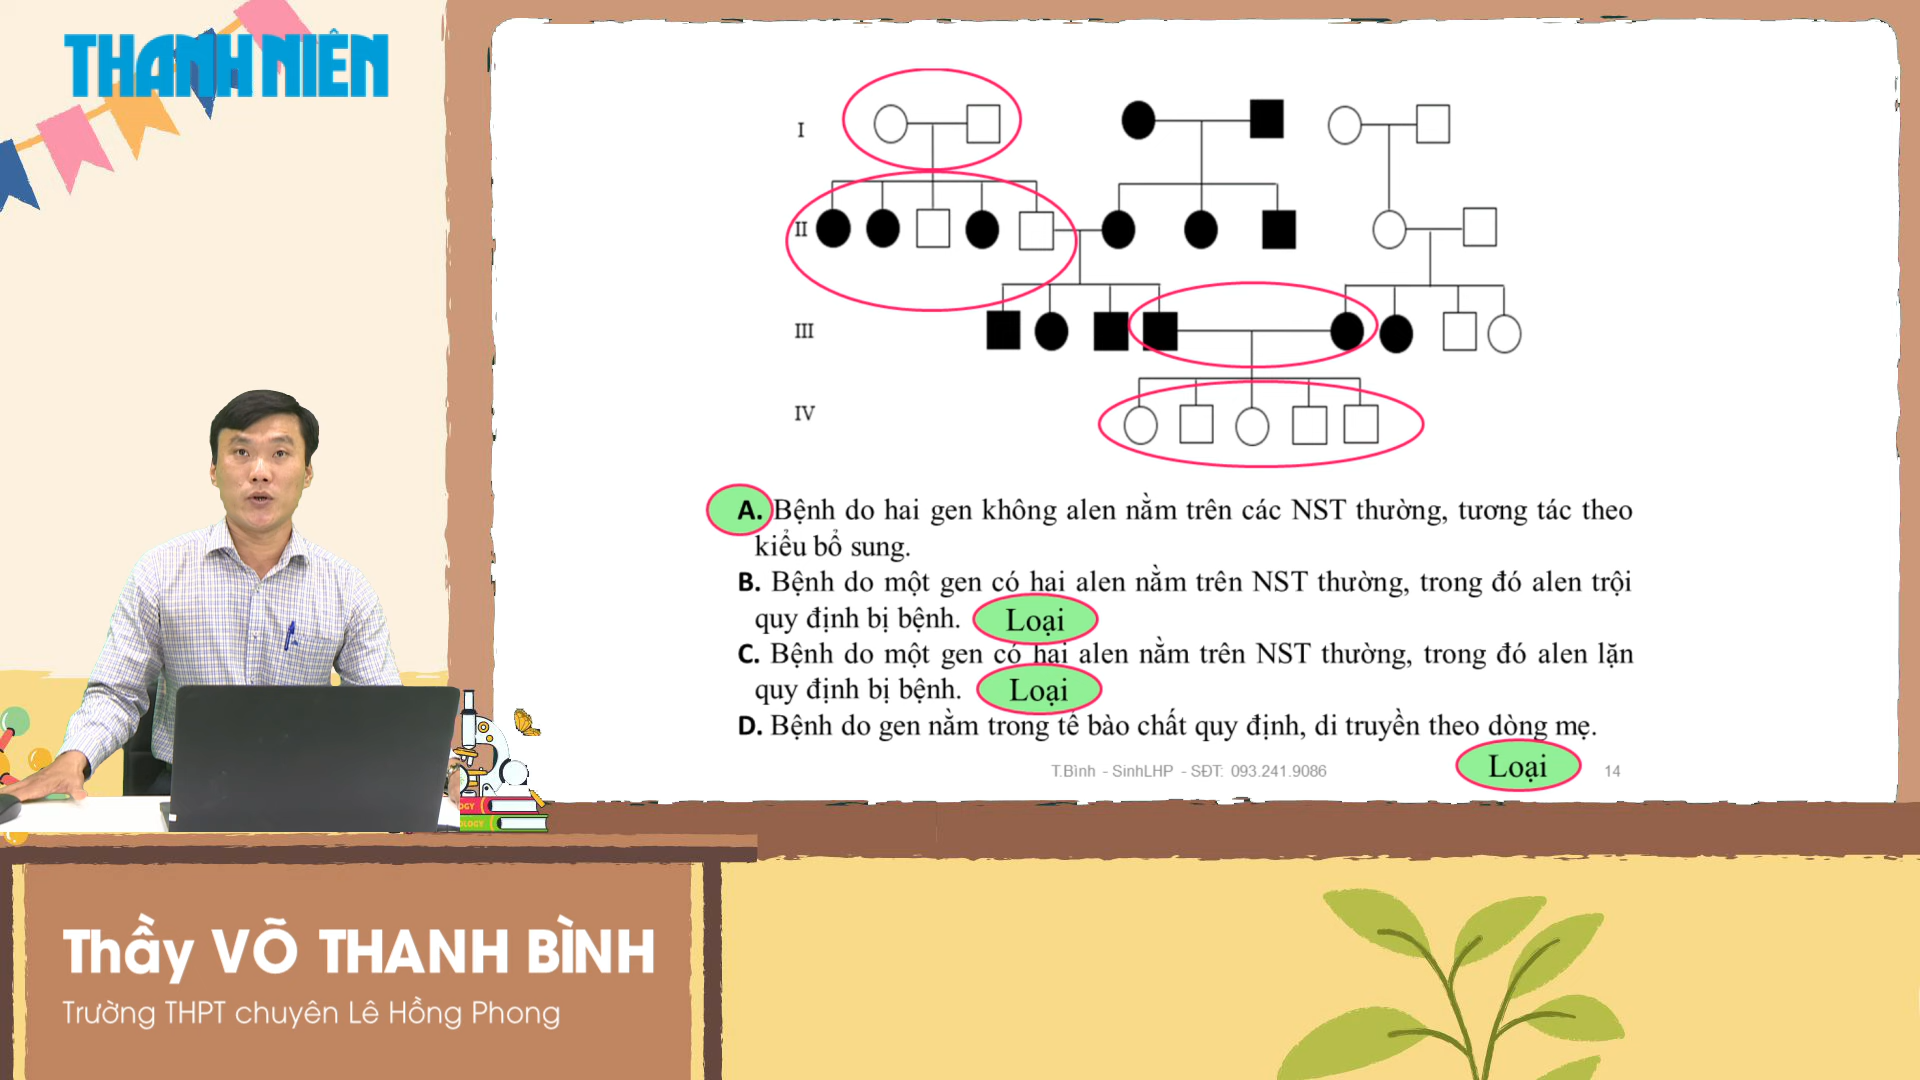 THANH NIÊN
I
II
III
IV
A. Bệnh do hai gen không alen nằm trên các NST thường, tương tác theo
kiểu bổ sung.
B. Bệnh do một gen có hai alen nằm trên NST thường, trong đó alen trội
quy định bị bệnh. Loại
C. Bệnh do một gen có hai alen nằm trên NST thường, trong đó alen lặn
quy định bị bệnh. Loại
D. Bệnh do gen nằm trong tế bào chất quy định, di truyền theo dòng mẹ.
Loại
T.Bình - SinhLHP - SĐT: 093.241.9086 14
Thầy VÕ THANH BÌNH
Trường THPT chuyên Lê Hồng Phong